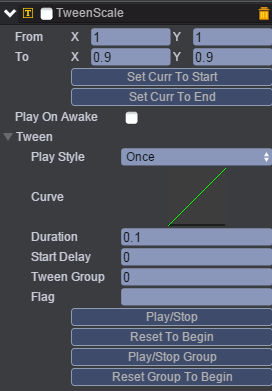 TweenScale
From X 1 Y 1
To X 0.9 Y 0.9
Set Curr To Start
Set Curr To End
Play On Awake
Tween
Play Style Once
Curve
Duration 0.1
Start Delay 0
Tween Group 0
Flag
Play/Stop
Reset To Begin
Play/Stop Group
Reset Group To Begin